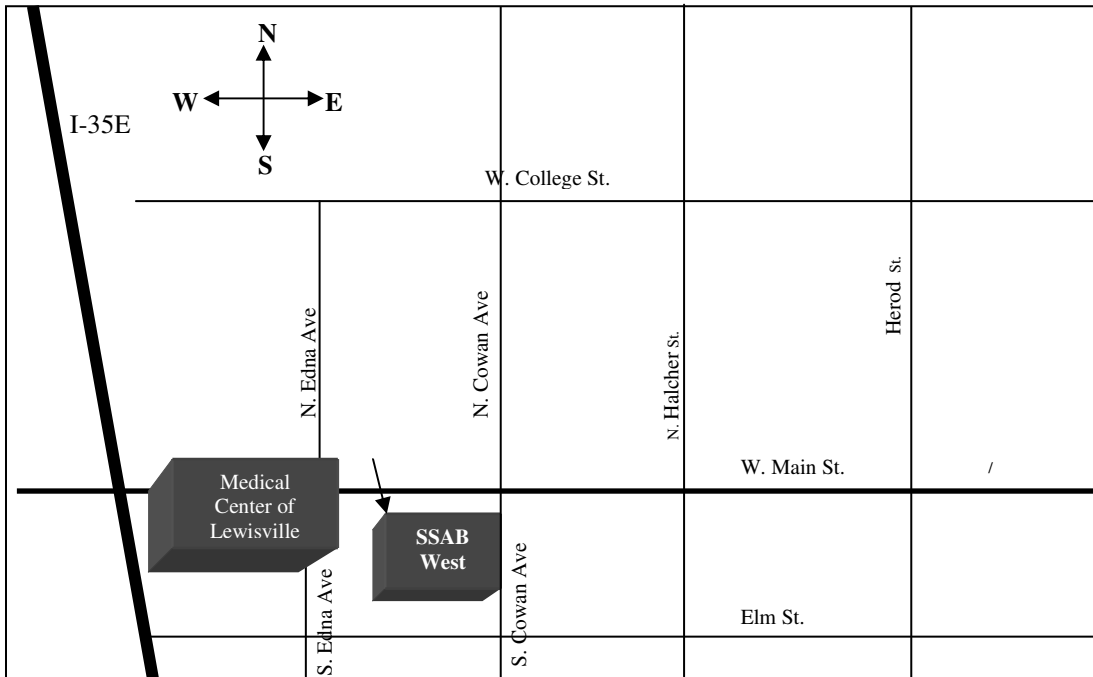 N
W E
I-35E
S
W. College St.
N. Edna Ave
N. Cowan Ave
N. Halcher St.
Herod St.
W. Main St. /
Medical
Center of
Lewisville
SSAB
West
S. Edna Ave
S. Cowan Ave
Elm St.